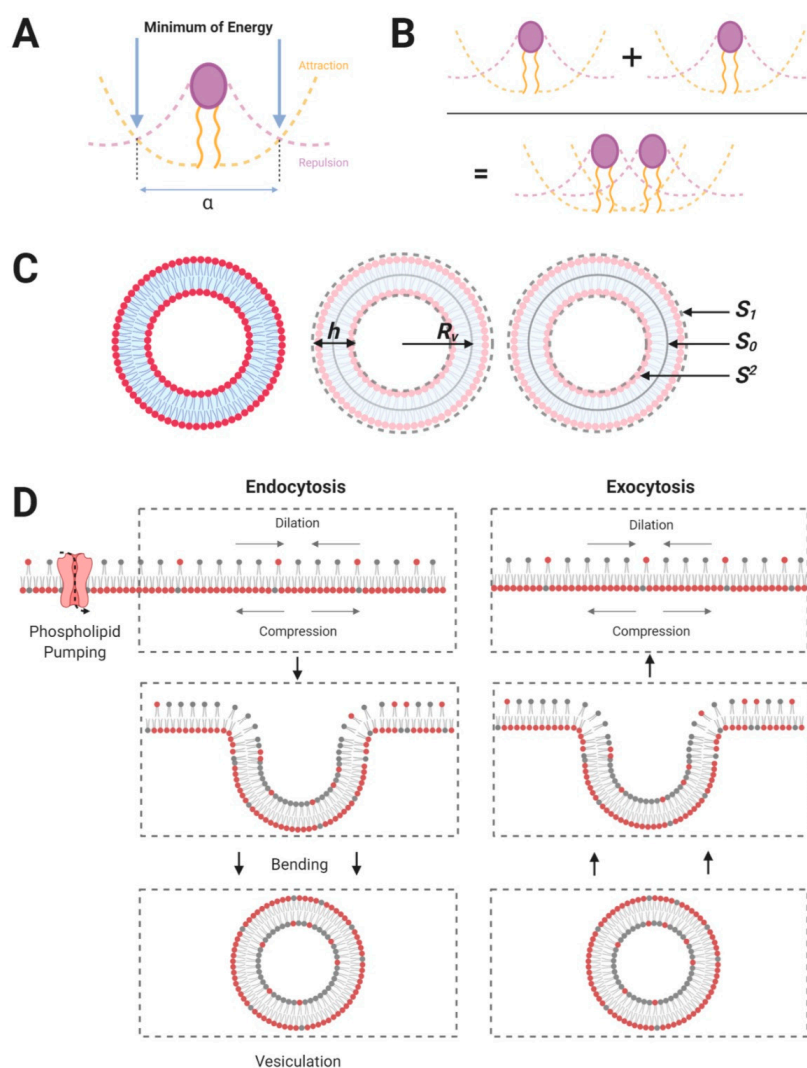 A
Minimum of Energy
Attraction
Repulsion
α
B
+
=
C
h
Rv
S1
S0
S2
D
Endocytosis
Exocytosis
Dilation
Dilation
Compression
Compression
Phospholipid
Pumping
Bending
Vesiculation